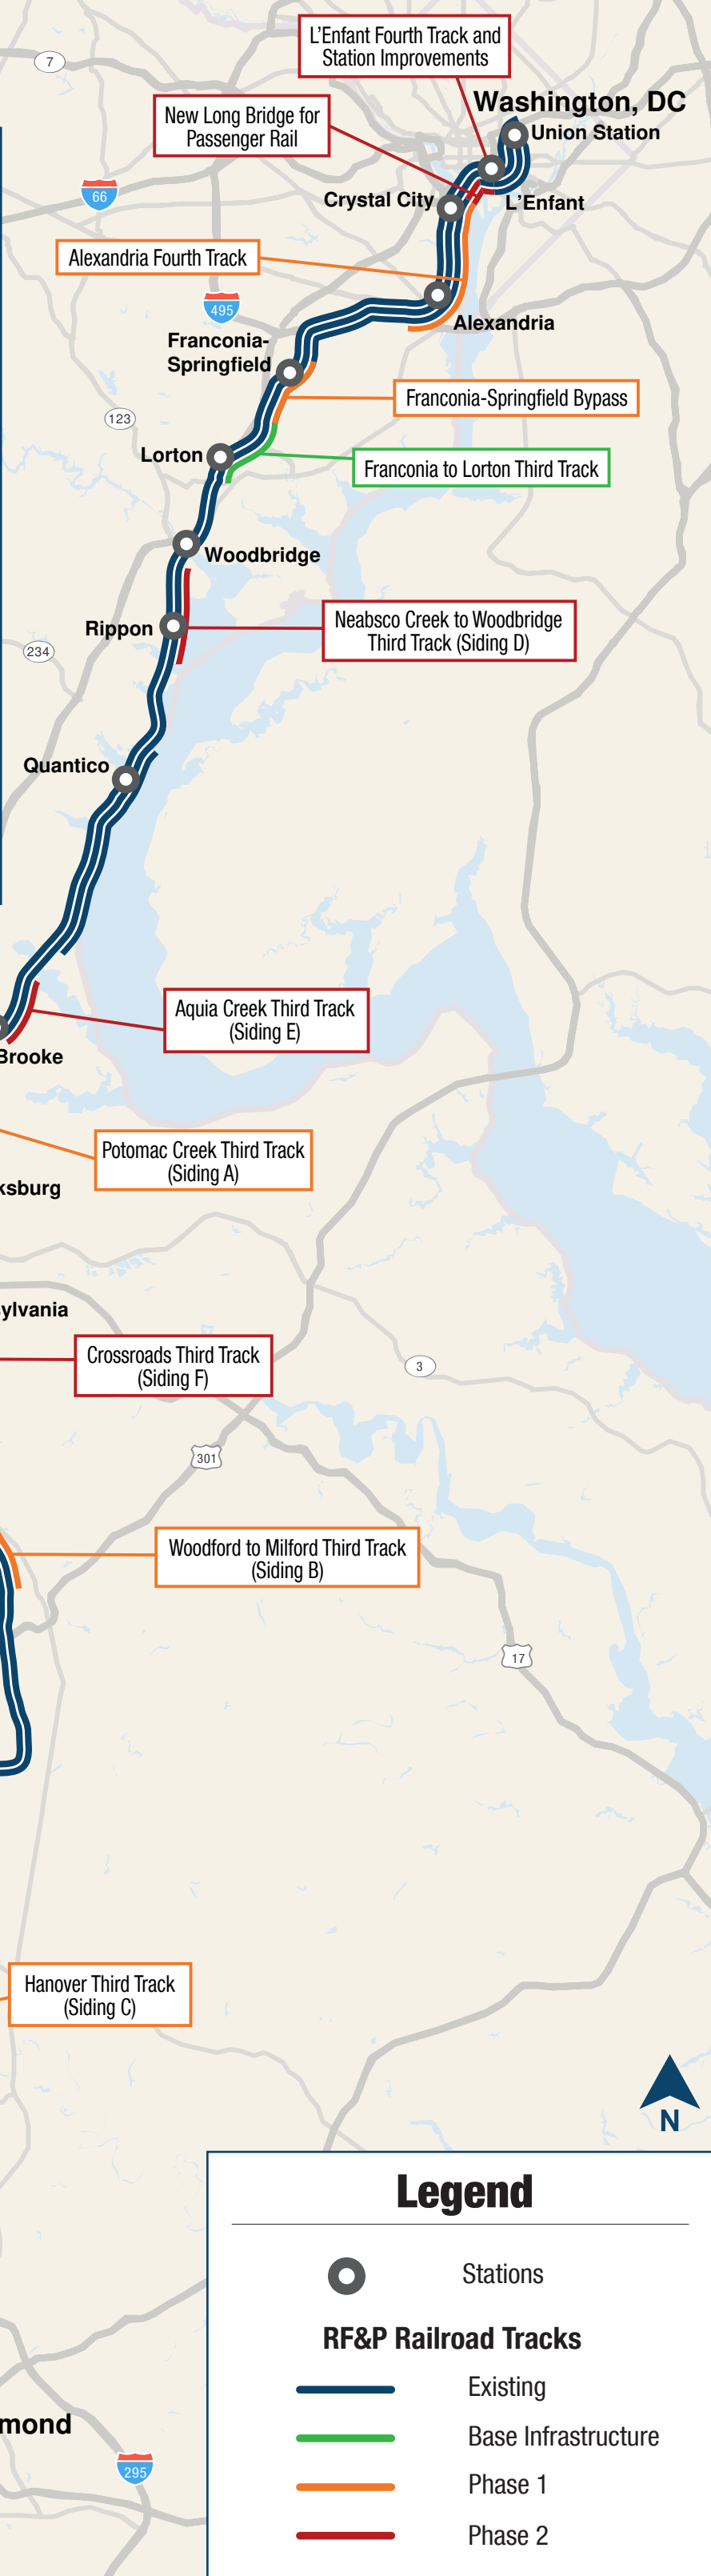 L'Enfant Fourth Track and
Station Improvements
7
Washington, DC
New Long Bridge for
Passenger Rail
Union Station
66
Crystal City
L'Enfant
Alexandria Fourth Track
495
Alexandria
Franconia-
Springfield
Franconia-Springfield Bypass
123
Lorton
Franconia to Lorton Third Track
Woodbridge
Neabsco Creek to Woodbridge
Third Track (Siding D)
Rippon
234
Quantico
Aquia Creek Third Track
(Siding E)
Brooke
Potomac Creek Third Track
(Siding A)
ksburg
sylvania
Crossroads Third Track
(Siding F)
3
301
Woodford to Milford Third Track
(Siding B)
17
Hanover Third Track
(Siding C)
N
Legend
Stations
RF&P Railroad Tracks
Existing
mond
Base Infrastructure
295
Phase 1
Phase 2